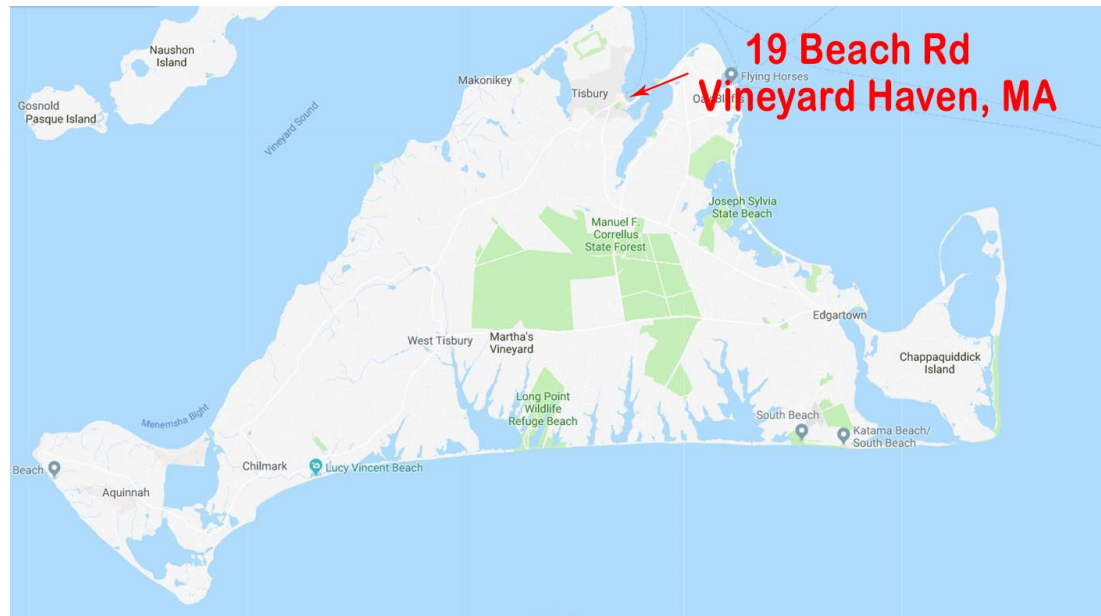 19 Beach Rd
Vineyard Haven, MA
Naushon
Island
Makonikey
Flying Horses
Tisbury
Oak Bluffs
Gosnold
Pasque Island
Vineyard Sound
Joseph Sylvia
State Beach
Manuel F.
Correllus
State Forest
Edgartown
West Tisbury
Martha's
Vineyard
Chappaquiddick
Island
Long Point
Wildlife
Refuge Beach
Menemsha Bight
South Beach
Katama Beach/
South Beach
Beach
Chilmark
Lucy Vincent Beach
Aquinnah